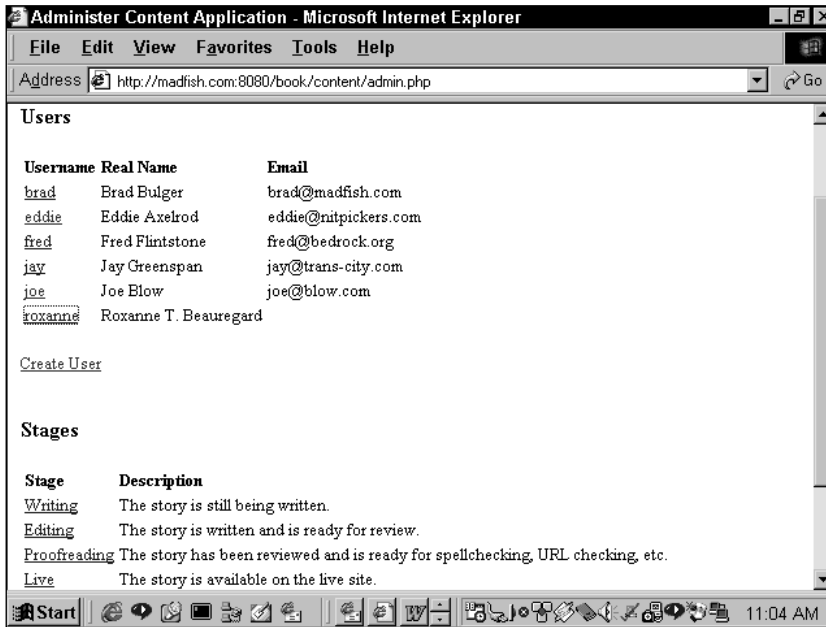 Administer Content Application - Microsoft Internet Explorer
File Edit View Favorites Tools Help
Address http://madfish.com:8080/book/content/admin.php Go
Users
Username Real Name Email
brad Brad Bulger brad@madfish.com
eddie Eddie Axelrod eddie@nitpickers.com
fred Fred Flintstone fred@bedrock.org
jay Jay Greenspan jay@trans-city.com
joe Joe Blow joe@blow.com
roxanne Roxanne T. Beauregard
Create User
Stages
Stage Description
Writing The story is still being written.
Editing The story is written and is ready for review.
Proofreading The story has been reviewed and is ready for spellchecking, URL checking, etc.
Live The story is available on the live site.
Start 11:04 AM